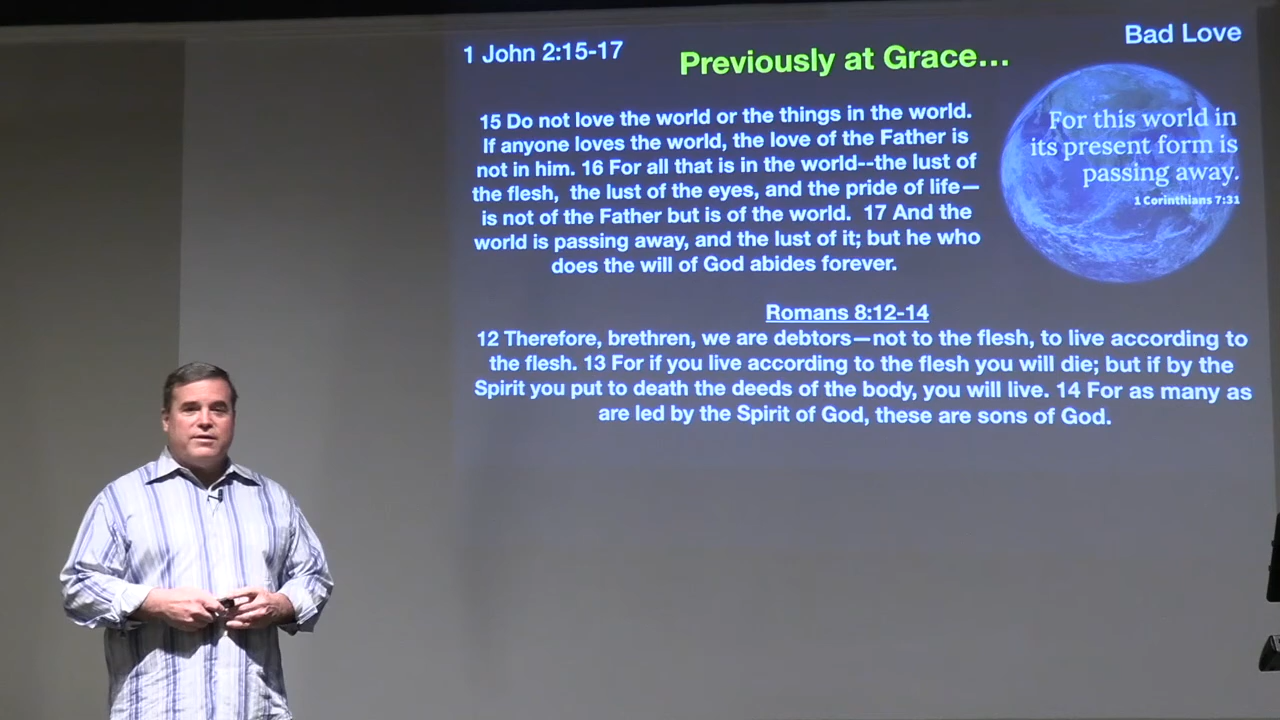 1 John 2:15-17
Previously at Grace...
Bad Love
15 Do not love the world or the things in the world.
If anyone loves the world, the love of the Father is
not in him. 16 For all that is in the world--the lust of
the flesh, the lust of the eyes, and the pride of life—
is not of the Father but is of the world. 17 And the
world is passing away, and the lust of it; but he who
does the will of God abides forever.
For this world in
its present form is
passing away.
1 Corinthians 7:31
Romans 8:12-14
12 Therefore, brethren, we are debtors—not to the flesh, to live according to
the flesh. 13 For if you live according to the flesh you will die; but if by the
Spirit you put to death the deeds of the body, you will live. 14 For as many as
are led by the Spirit of God, these are sons of God.